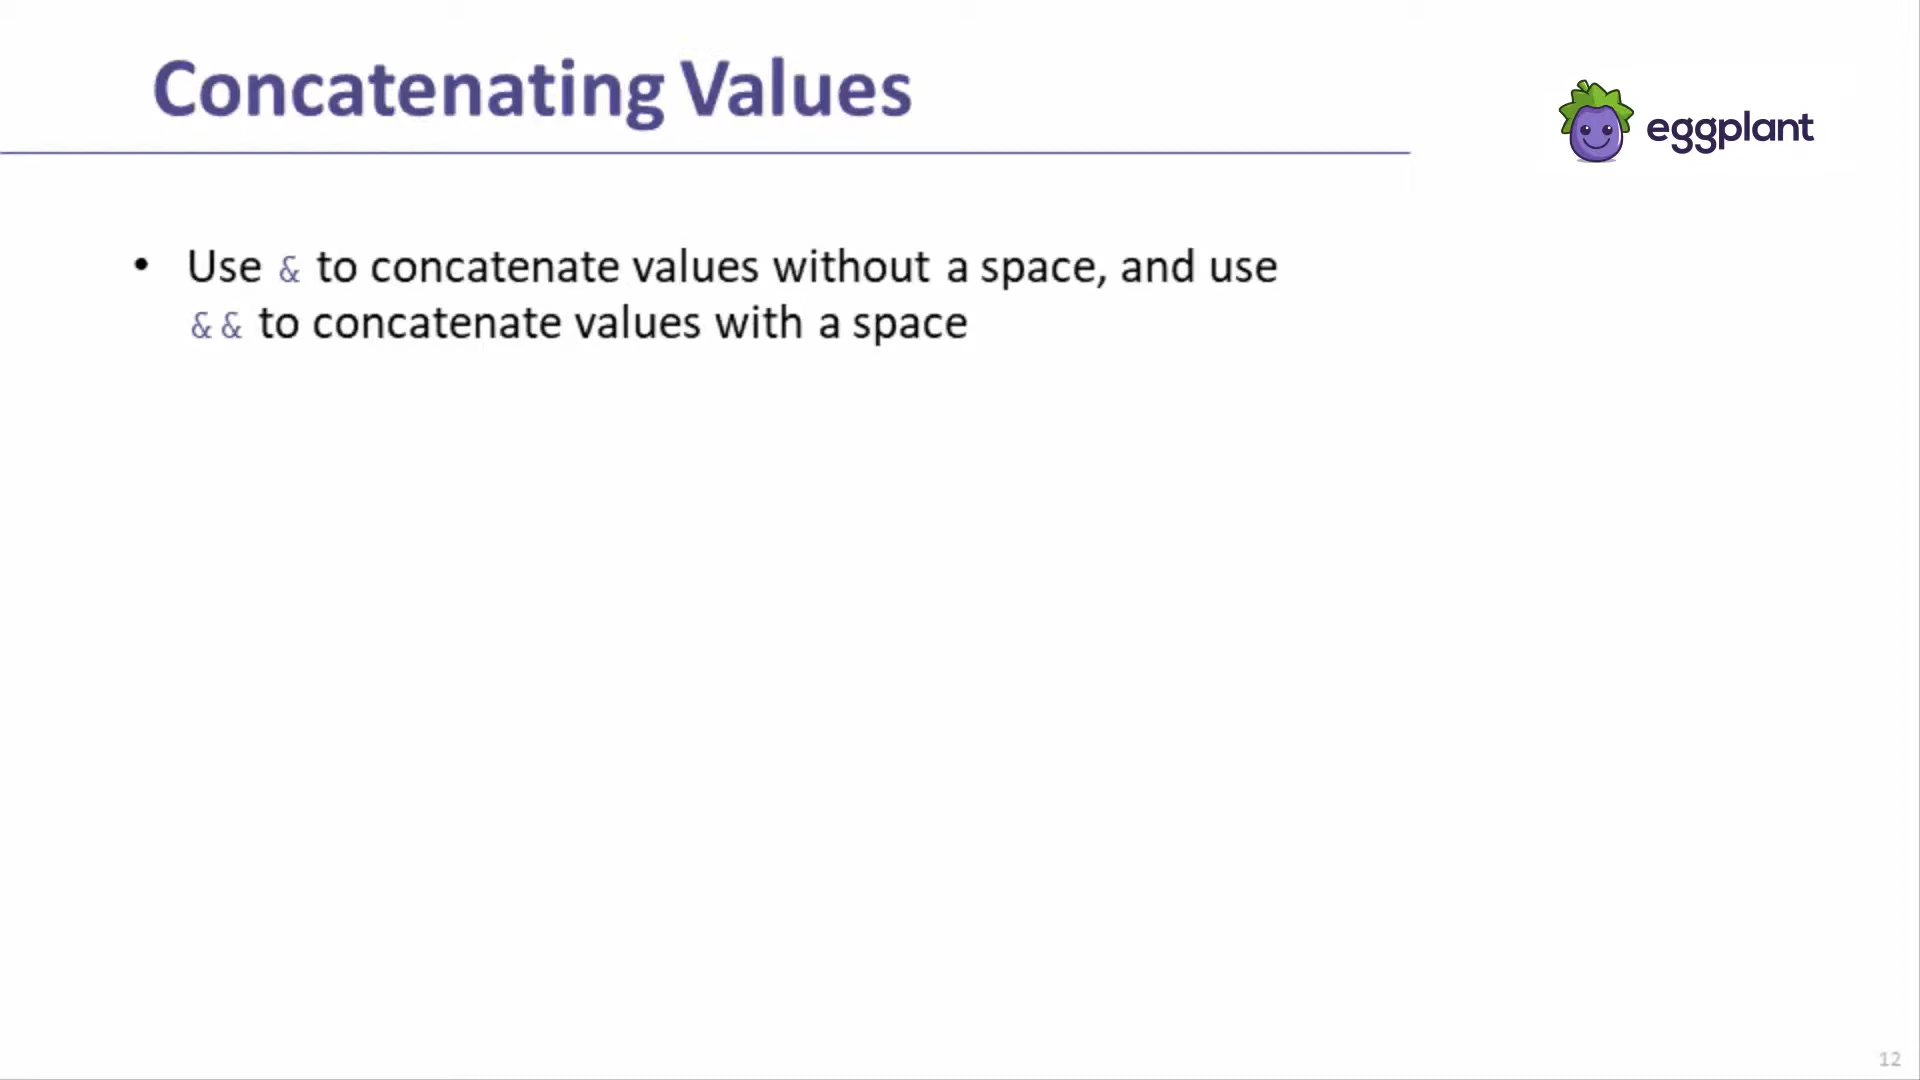 Concatenating Values
eggplant
• Use & to concatenate values without a space, and use
&& to concatenate values with a space
12